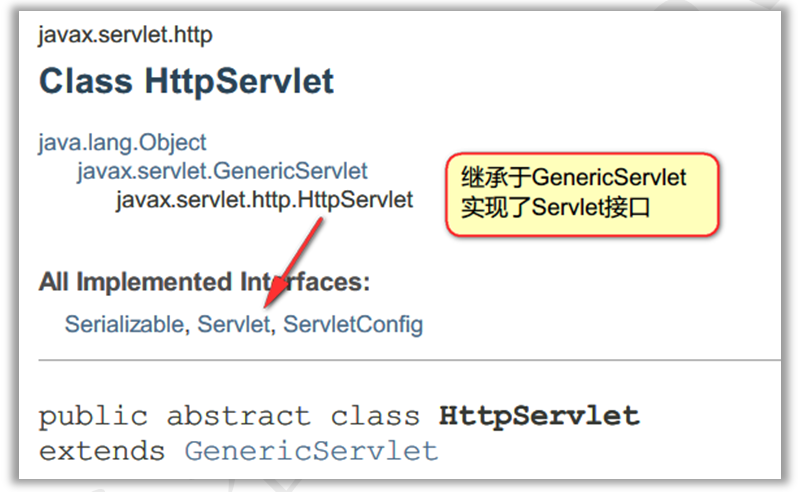 javax.servlet.http
Class HttpServlet
java.lang.Object
javax.servlet.GenericServlet
javax.servlet.http.HttpServlet
继承于GenericServlet
实现了Servlet接口
All Implemented Interfaces:
Serializable, Servlet, ServletConfig
public abstract class HttpServlet
extends GenericServlet